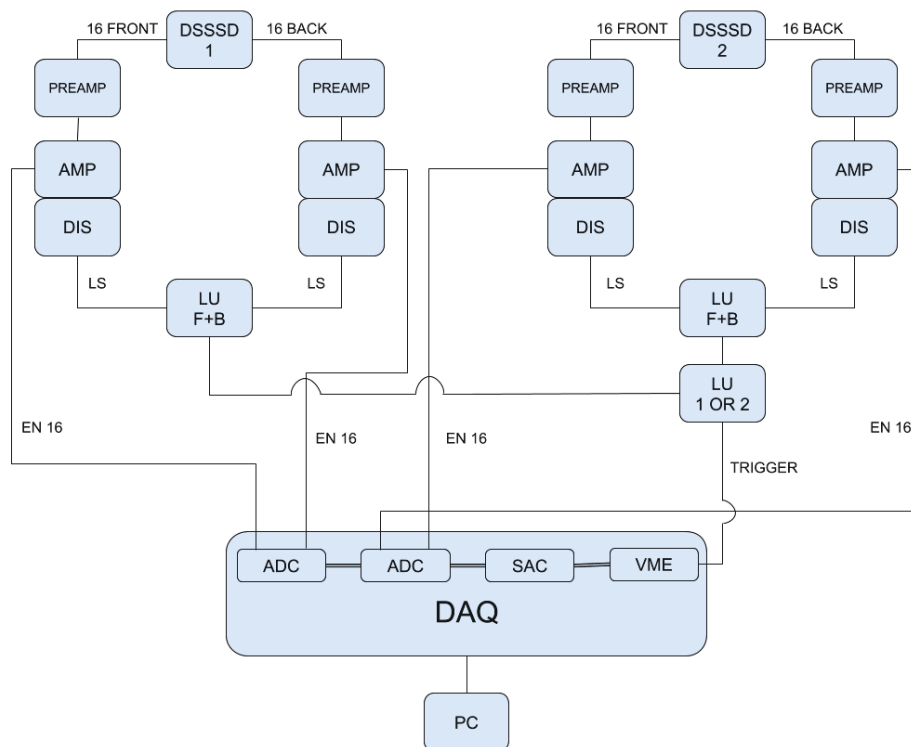 16 FRONT
DSSSD
1
16 BACK
16 FRONT
DSSSD
2
16 BACK
PREAMP
PREAMP
PREAMP
PREAMP
AMP
AMP
AMP
AMP
DIS
DIS
DIS
DIS
LS
LS
LS
LS
LU
F+B
LU
F+B
LU
1 OR 2
EN 16
EN 16
EN 16
EN 16
TRIGGER
ADC
ADC
SAC
VME
DAQ
PC